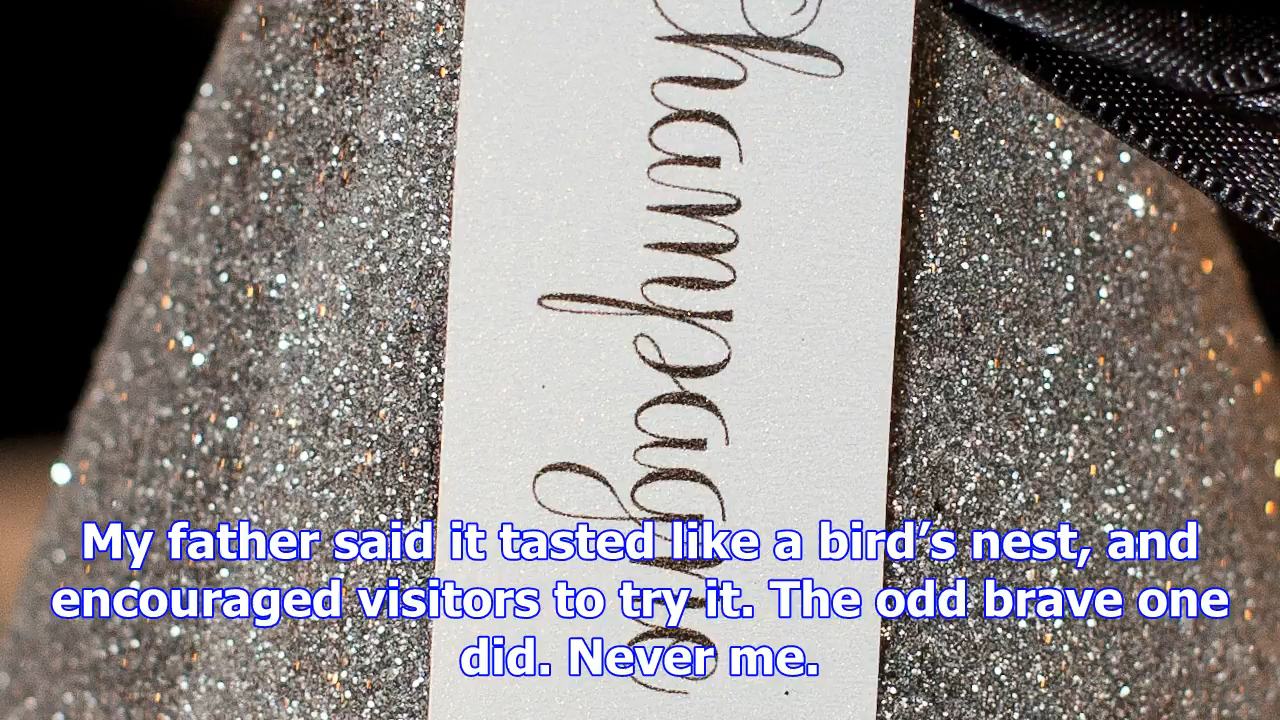 Champagne
My father said it tasted like a bird’s nest, and
encouraged visitors to try it. The odd brave one
did. Never me.